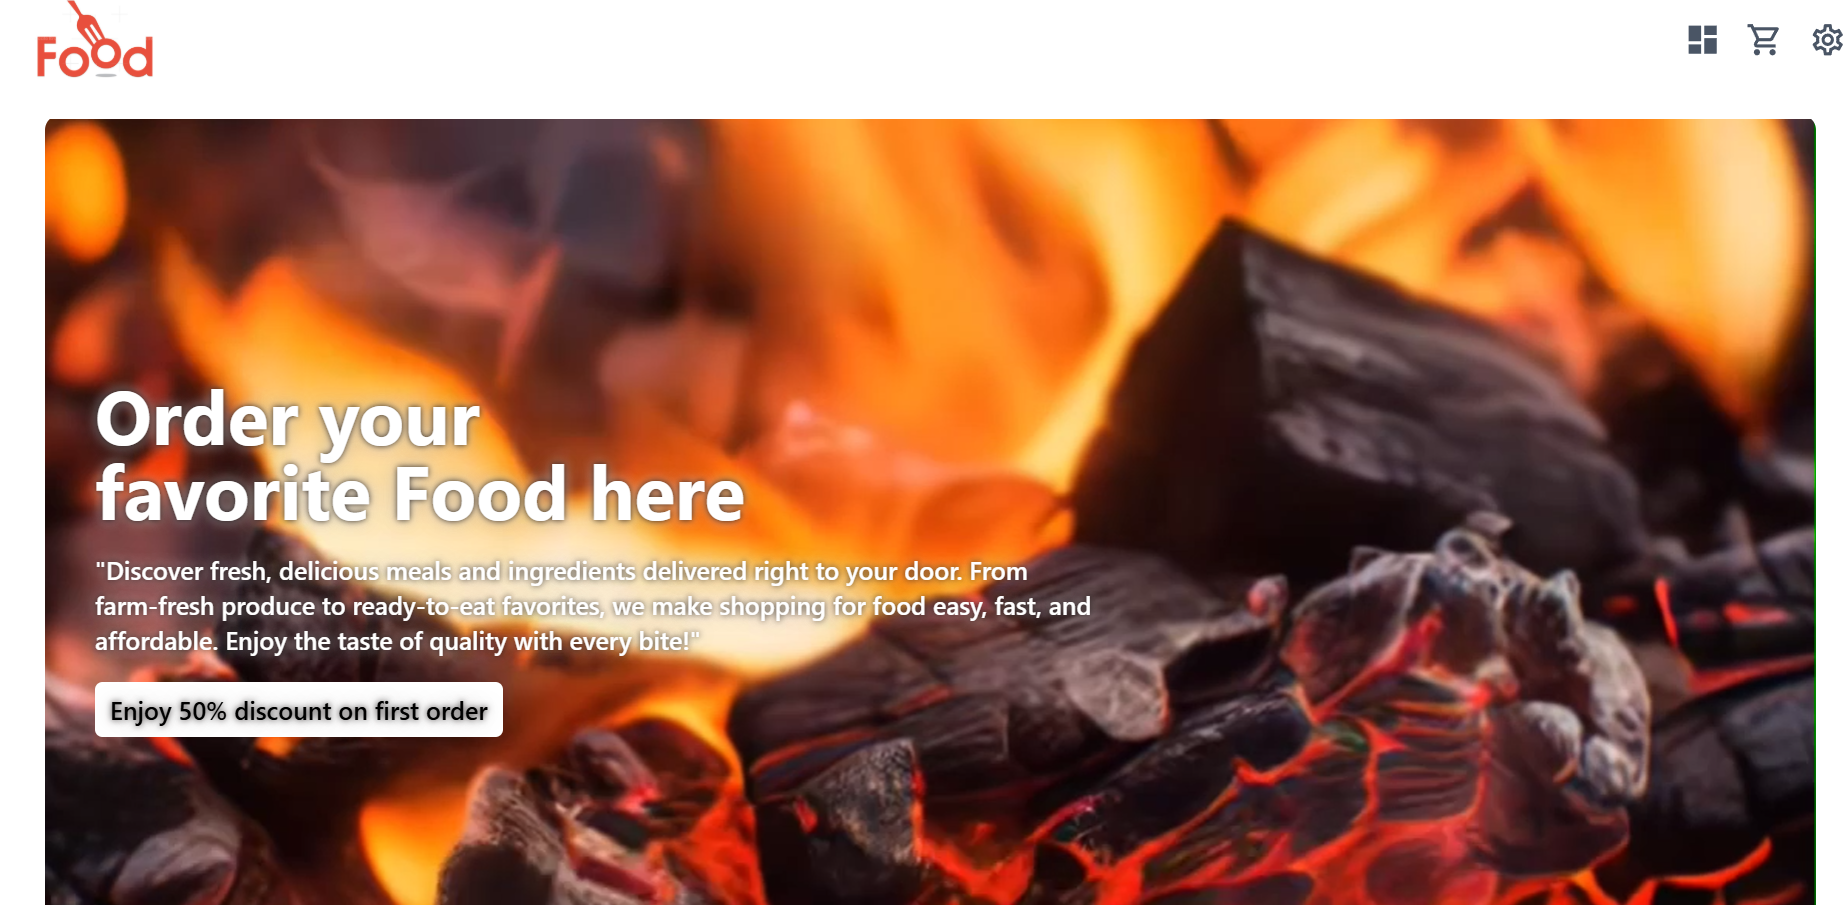 Food
Order your
favorite Food here
"Discover fresh, delicious meals and ingredients delivered right to your door. From
farm-fresh produce to ready-to-eat favorites, we make shopping for food easy, fast, and
affordable. Enjoy the taste of quality with every bite!"
Enjoy 50% discount on first order